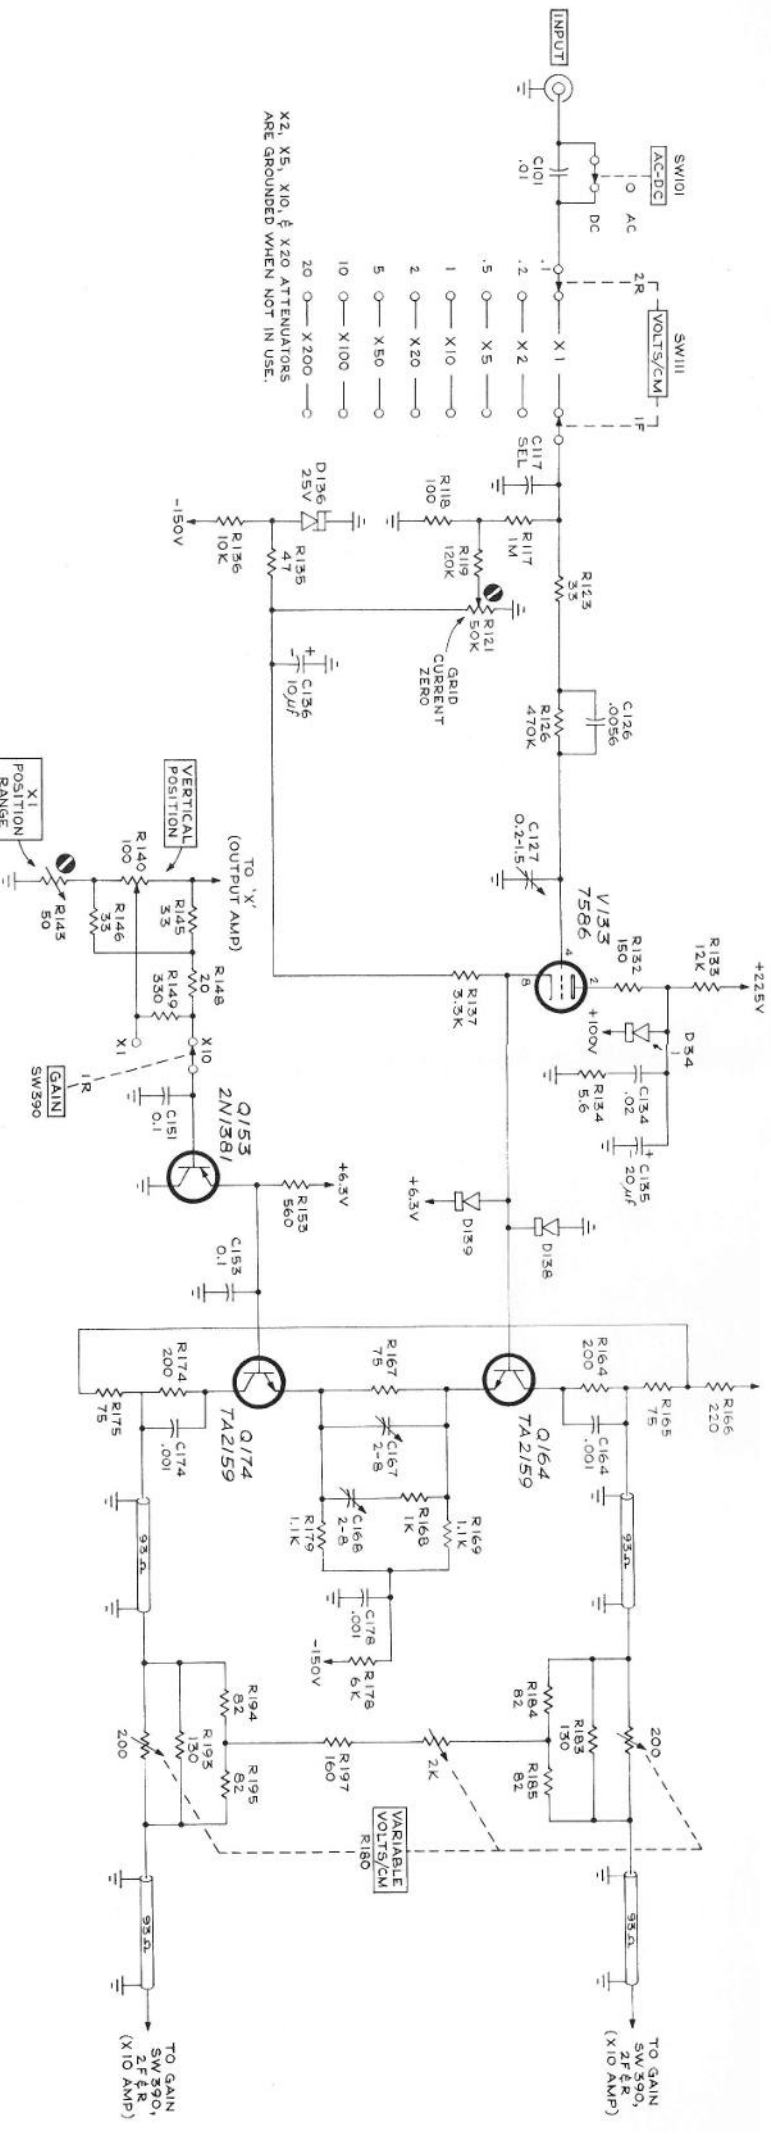 INPUT
SW101
AC-DC
AC
DC
C101
.01
SW111
VOLTS/CM
2R
1F
.1
X1
.2
X2
.5
X5
1
X10
2
X20
5
X50
10
X100
20
X200
X2, X5, X10, & X20 ATTENUATORS
ARE GROUNDED WHEN NOT IN USE.
C117
SEL
R117
1M
R118
100
R119
120K
R121
50K
GRID
CURRENT
ZERO
D136
25V
R135
47
R136
10K
-150V
+
-
C136
10µf
R123
33
C126
.0056
R126
470K
C127
0.2-1.5
V133
7586
4
2
8
R132
150
R133
12K
+225V
D34
1
+100V
C134
.02
R134
5.6
+
-
C135
20µf
R137
3.3K
D138
D139
+6.3V
TO 'X'
(OUTPUT AMP)
VERTICAL
POSITION
R140
100
X1
POSITION
RANGE
R143
50
R145
33
R146
33
R148
20
R149
330
X10
X1
1R
GAIN
SW390
C151
0.1
Q153
2N1381
R153
560
+6.3V
C153
0.1
R166
220
R165
75
R164
200
C164
.001
Q164
TA2159
R167
75
C167
2-8
R168
1K
C168
2-8
R169
1.1K
R179
1.1K
C178
.001
R178
6K
-150V
Q174
TA2159
R174
200
C174
.001
R175
75
93Ω
93Ω
200
R183
130
R184
82
R185
82
2K
R197
160
R194
82
R195
82
R193
130
200
VARIABLE
VOLTS/CM
R180
93Ω
93Ω
TO GAIN
SW390,
2F&R
(X10 AMP)
TO GAIN
SW390,
2F&R
(X10 AMP)